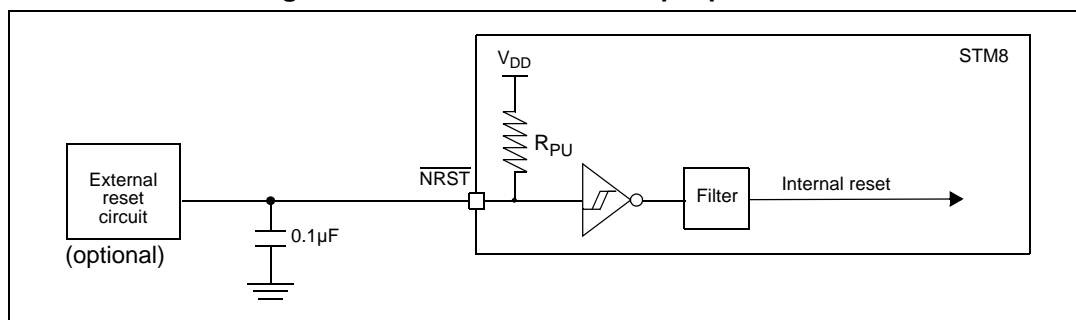 STM8
VDD
RPU
NRST
External
reset
circuit
(optional)
0.1µF
Filter
Internal reset